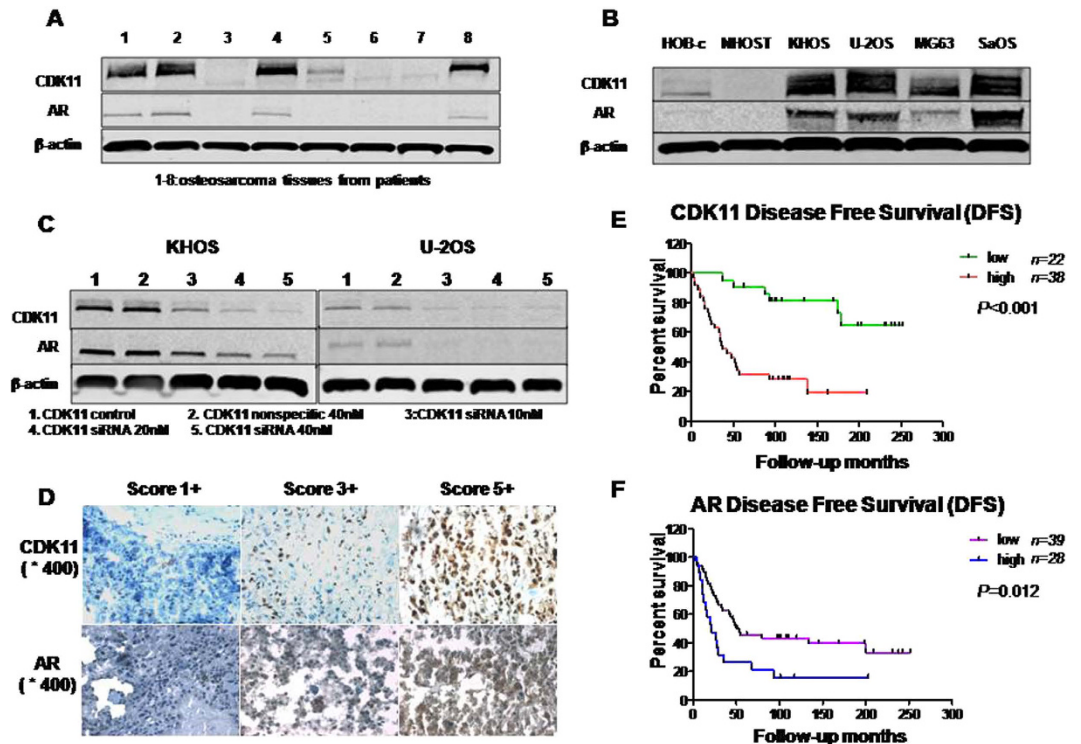 A
1 2 3 4 5 6 7 8
CDK11
AR
β-actin
1-8:osteosarcoma tissues from patients
B
HOB-c NHOST KHOS U-2OS MG63 SaOS
CDK11
AR
β-actin
C
KHOS U-2OS
1 2 3 4 5 1 2 3 4 5
CDK11
AR
β-actin
1. CDK11 control 2. CDK11 nonspecific 40nM 3:CDK11 siRNA 10nM
4. CDK11 siRNA 20nM 5. CDK11 siRNA 40nM
D
Score 1+ Score 3+ Score 5+
CDK11
( * 400)
AR
( * 400)
E
CDK11 Disease Free Survival (DFS)
120
100
80
60
40
20
0
Percent survival
0 50 100 150 200 250 300
Follow-up months
low n=22
high n=38
P<0.001
F
AR Disease Free Survival (DFS)
120
100
80
60
40
20
0
Percent survival
0 50 100 150 200 250 300
Follow-up months
low n=39
high n=28
P=0.012